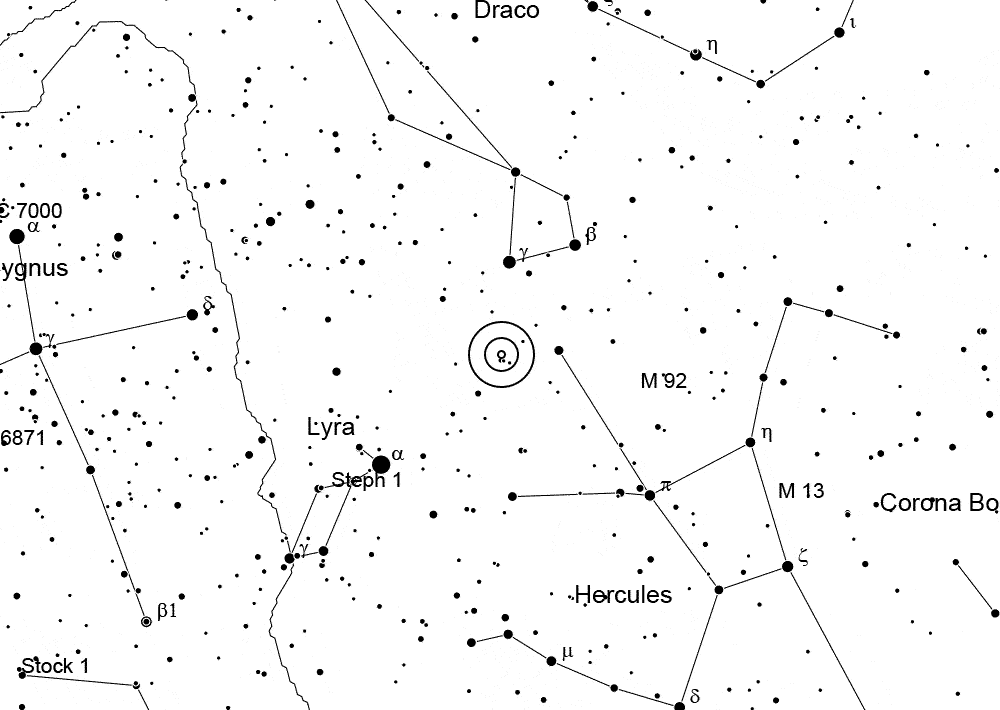 Draco
ζ
η
ι
C 7000
α
β
γ
ygnus
δ
γ
M 92
Lyra
α
η
6871
Steph 1
π
M 13
Corona Bo
γ
ζ
Hercules
β1
μ
Stock 1
δ